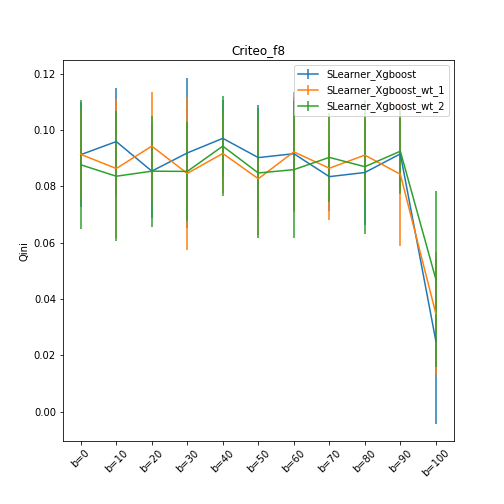 Criteo_f8
SLearner_Xgboost
SLearner_Xgboost_wt_1
SLearner_Xgboost_wt_2
Qini
0.12
0.10
0.08
0.06
0.04
0.02
0.00
b=0 b=10 b=20 b=30 b=40 b=50 b=60 b=70 b=80 b=90 b=100